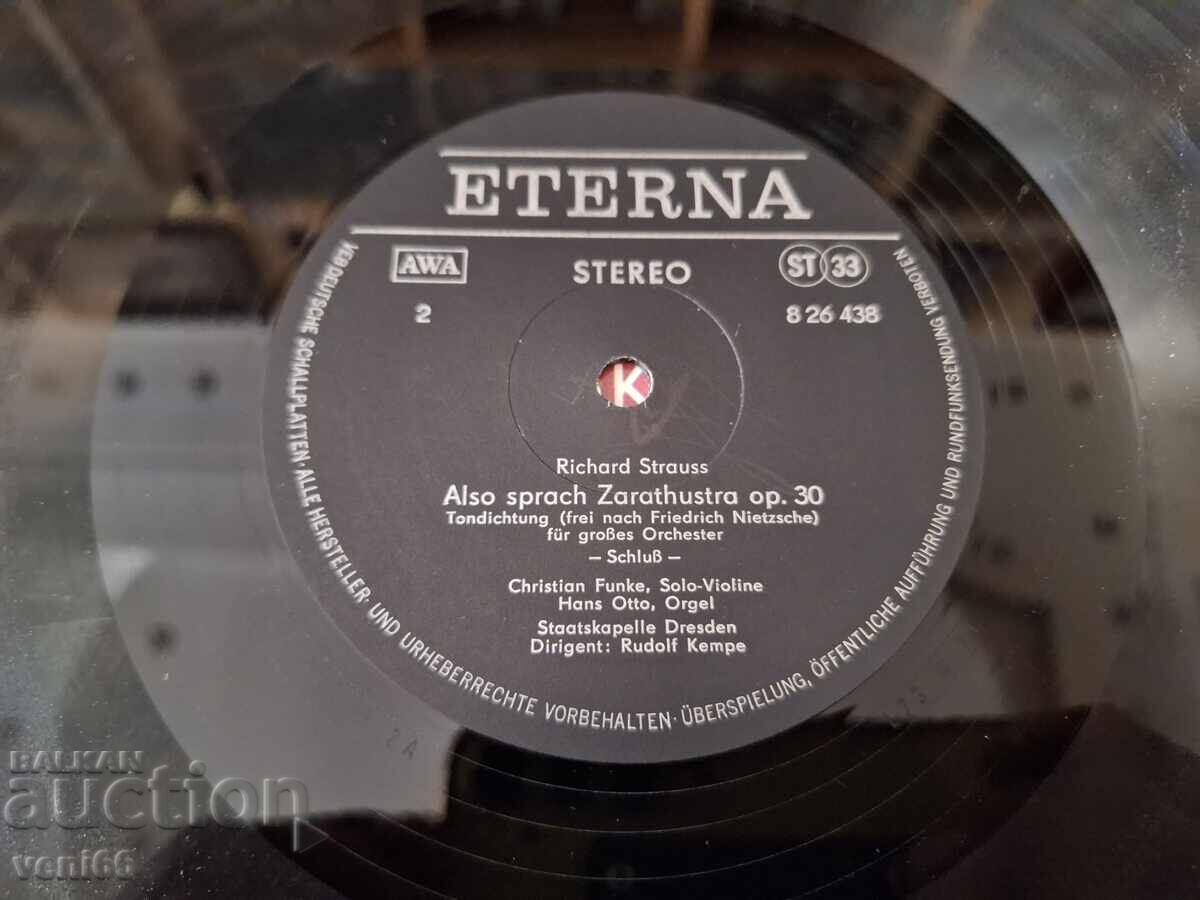 ETERNA
AWA STEREO ST 33
2 8 26 438
K
Richard Strauss
Also sprach Zarathustra op. 30
Tondichtung (frei nach Friedrich Nietzsche)
für großes Orchester
— Schluß —
Christian Funke, Solo-Violine
Hans Otto, Orgel
Staatskapelle Dresden
Dirigent: Rudolf Kempe
VEB DEUTSCHE SCHALLPLATTEN · ALLE HERSTELLER- UND URHEBERRECHTE VORBEHALTEN · ÜBERSPIELUNG, ÖFFENTLICHE AUFFÜHRUNG UND RUNDFUNKSENDUNG VERBOTEN
2 A
BALKAN
auction
veni66